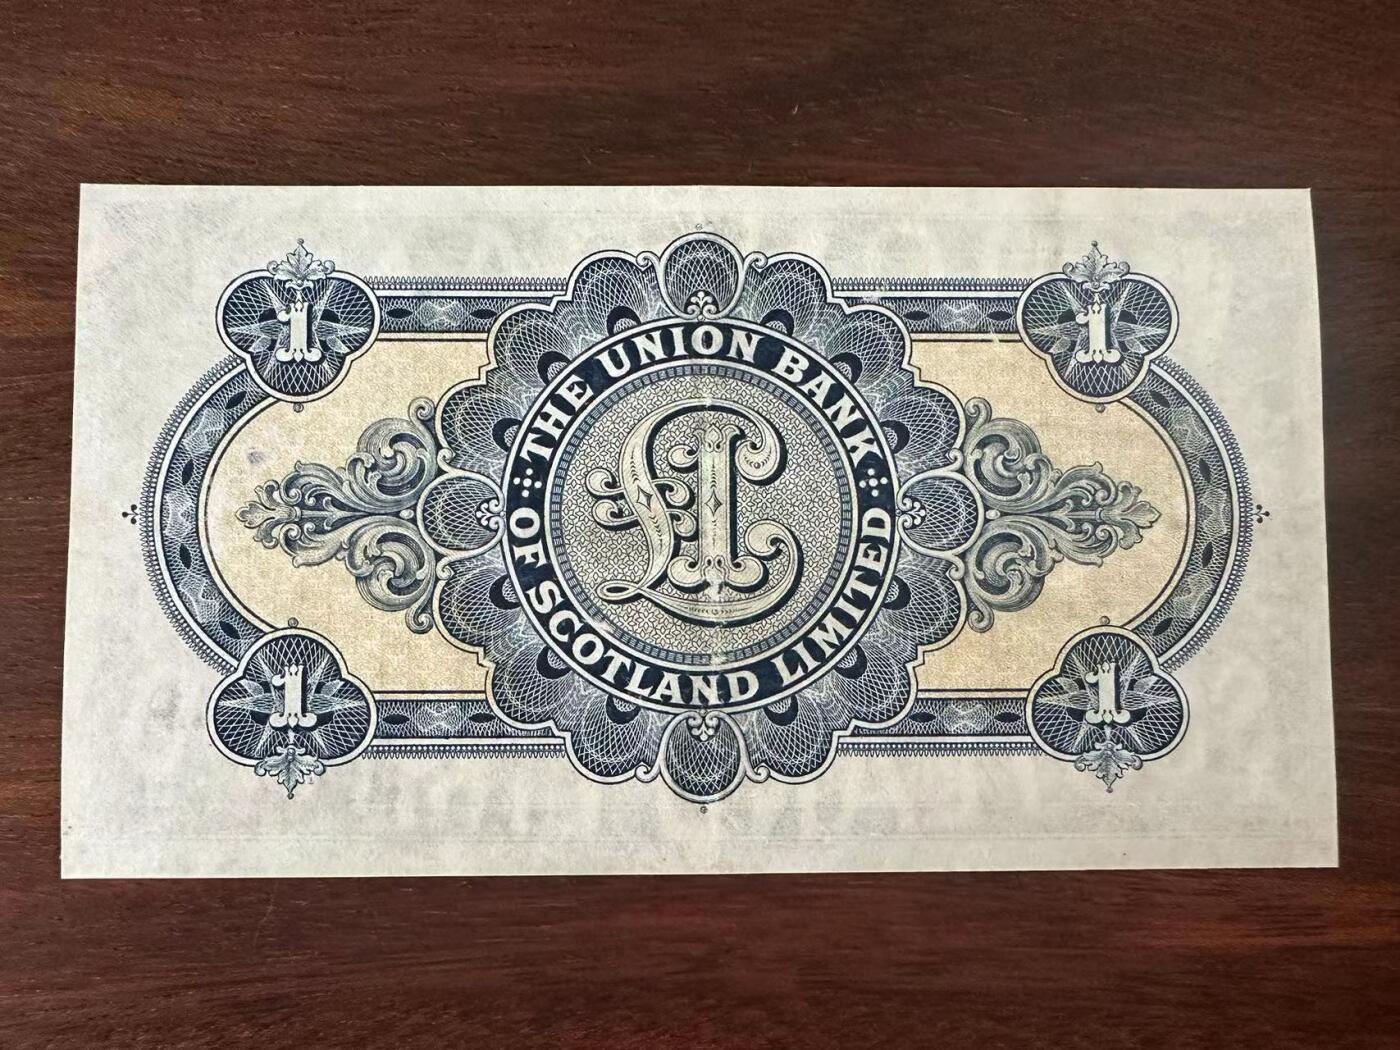 1 1
THE UNION BANK
£1
OF SCOTLAND LIMITED
1 1